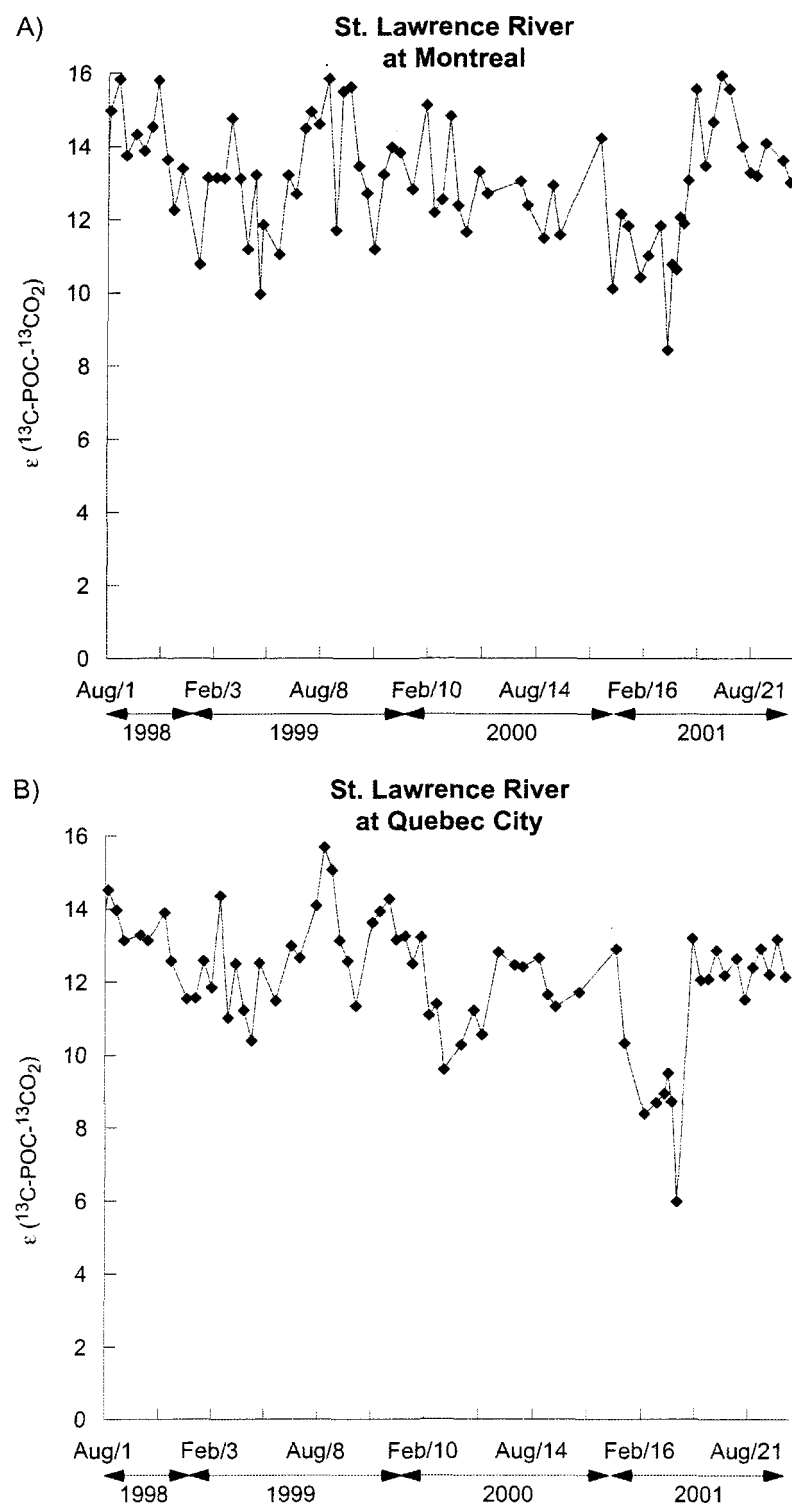 A)
St. Lawrence River
at Montreal
ε (¹³C-POC-¹³CO₂)
16
14
12
10
8
6
4
2
0
Aug/1 Feb/3 Aug/8 Feb/10 Aug/14 Feb/16 Aug/21
1998 1999 2000 2001
B)
St. Lawrence River
at Quebec City
ε (¹³C-POC-¹³CO₂)
16
14
12
10
8
6
4
2
0
Aug/1 Feb/3 Aug/8 Feb/10 Aug/14 Feb/16 Aug/21
1998 1999 2000 2001